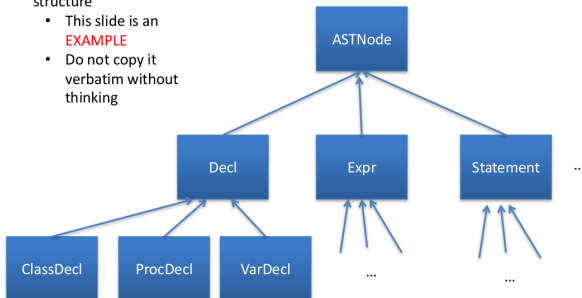 structure
• This slide is an
EXAMPLE
• Do not copy it
verbatim without
thinking
ASTNode
Decl
Expr
Statement
..
ClassDecl
ProcDecl
VarDecl
...
...